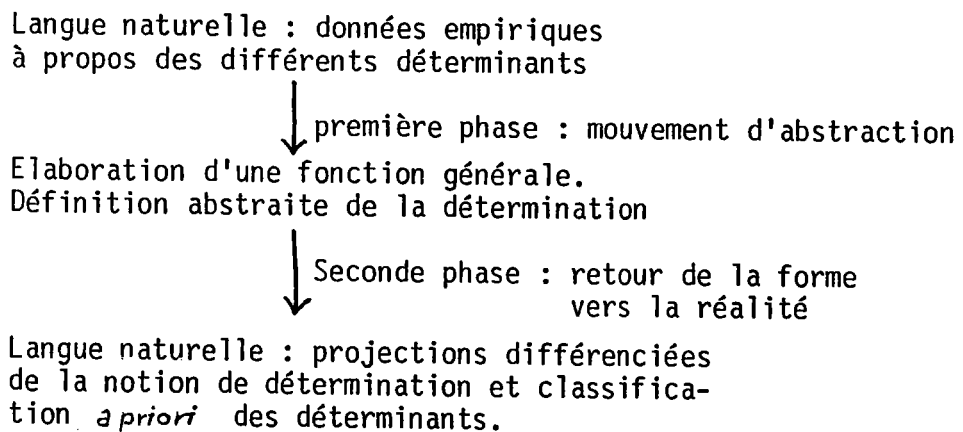 Langue naturelle : données empiriques
à propos des différents déterminants
première phase : mouvement d'abstraction
Elaboration d'une fonction générale.
Définition abstraite de la détermination
Seconde phase : retour de la forme
vers la réalité
Langue naturelle : projections différenciées
de la notion de détermination et classifica-
tion a priori des déterminants.